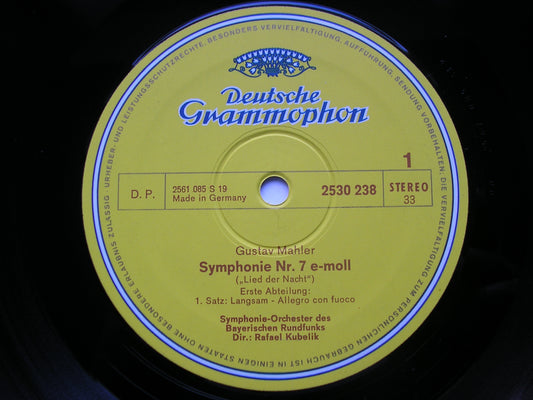 URHEBER- UND LEISTUNGSSCHUTZRECHTE, BESONDERS VERVIELFÄLTIGUNG, AUFFÜHRUNG, SENDUNG VORBEHALTEN. DIE VERVIELFÄLTIGUNG ZUM PERSÖNLICHEN GEBRAUCH IST IN EINIGEN STAATEN OHNE BESONDERE ERLAUBNIS ZULÄSSIG
Deutsche
Grammophon
1
D. P.
2561 085 S 19
Made in Germany
2530 238
STEREO
33
Gustav Mahler
Symphonie Nr. 7 e-moll
(„Lied der Nacht“)
Erste Abteilung:
1. Satz: Langsam - Allegro con fuoco
Symphonie-Orchester des
Bayerischen Rundfunks
Dir.: Rafael Kubelik